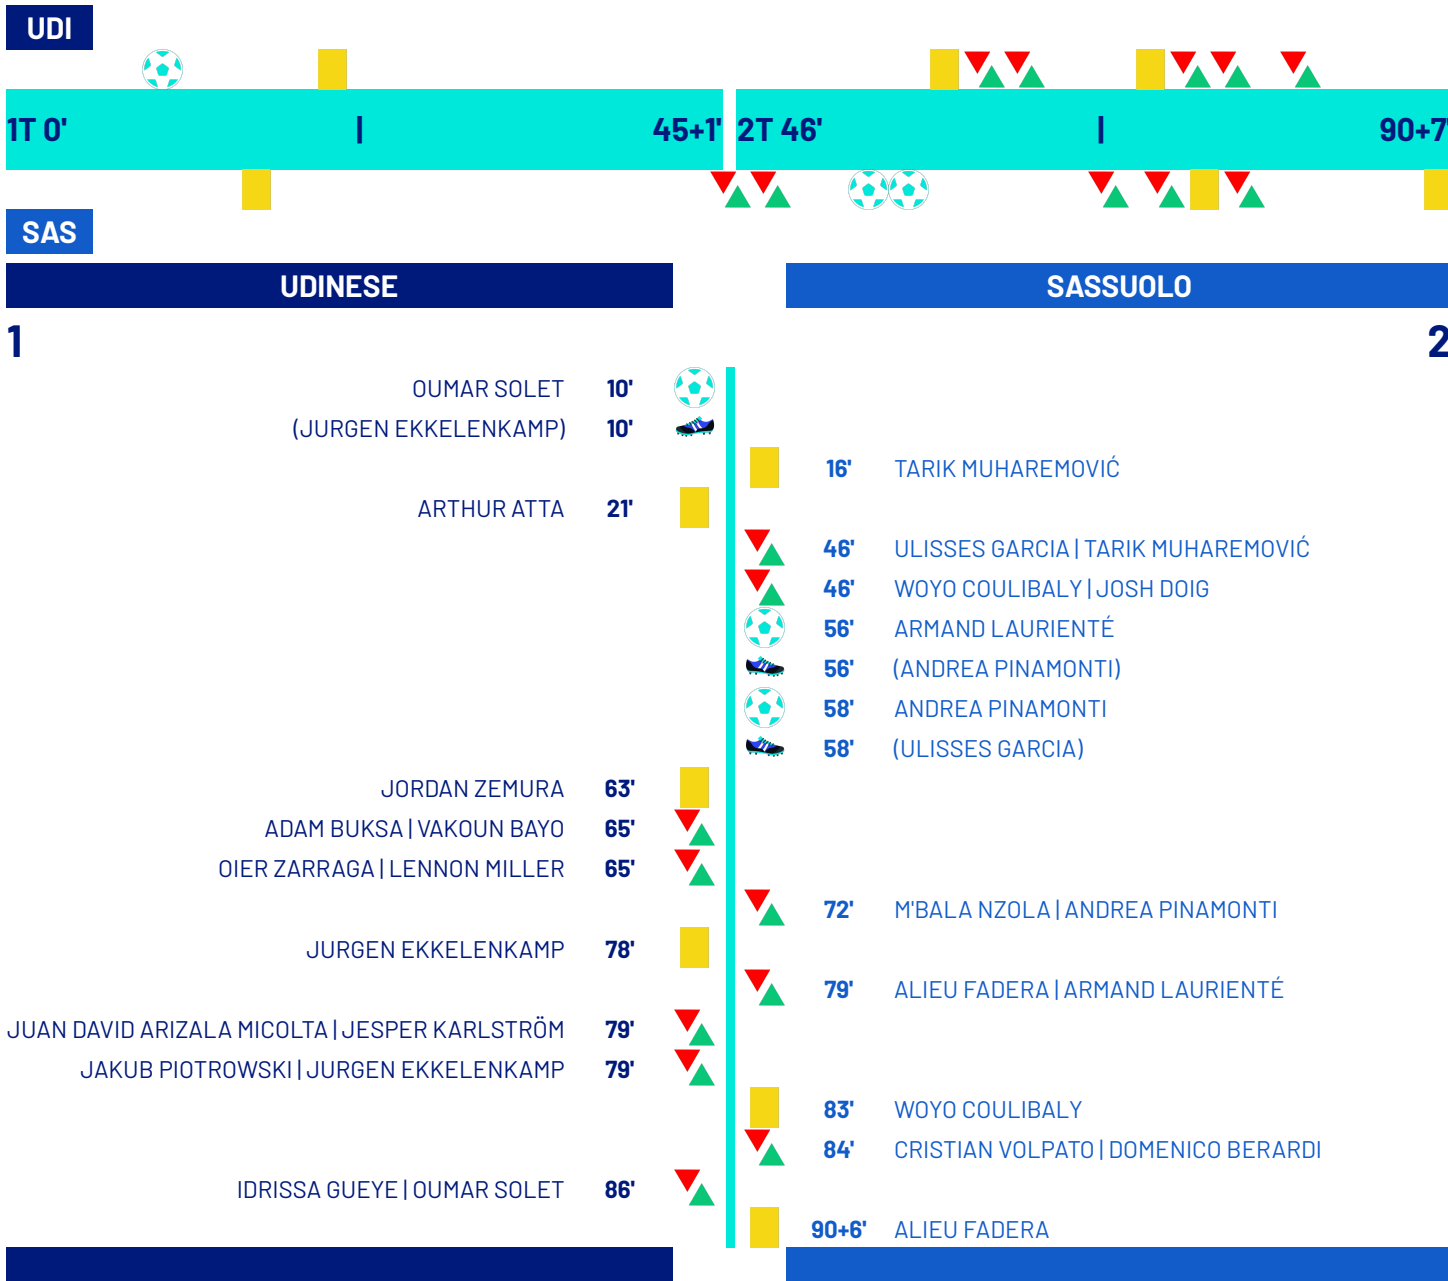 UDI
1T 0' | 45+1' 2T 46' | 90+7'
SAS
UDINESE SASSUOLO
1 2
OUMAR SOLET 10'
(JURGEN EKKELENKAMP) 10'
16' TARIK MUHAREMOVIĆ
ARTHUR ATTA 21'
46' ULISSES GARCIA | TARIK MUHAREMOVIĆ
46' WOYO COULIBALY | JOSH DOIG
56' ARMAND LAURIENTÉ
56' (ANDREA PINAMONTI)
58' ANDREA PINAMONTI
58' (ULISSES GARCIA)
JORDAN ZEMURA 63'
ADAM BUKSA | VAKOUN BAYO 65'
OIER ZARRAGA | LENNON MILLER 65'
72' M'BALA NZOLA | ANDREA PINAMONTI
JURGEN EKKELENKAMP 78'
79' ALIEU FADERA | ARMAND LAURIENTÉ
JUAN DAVID ARIZALA MICOLTA | JESPER KARLSTRÖM 79'
JAKUB PIOTROWSKI | JURGEN EKKELENKAMP 79'
83' WOYO COULIBALY
84' CRISTIAN VOLPATO | DOMENICO BERARDI
IDRISSA GUEYE | OUMAR SOLET 86'
90+6' ALIEU FADERA